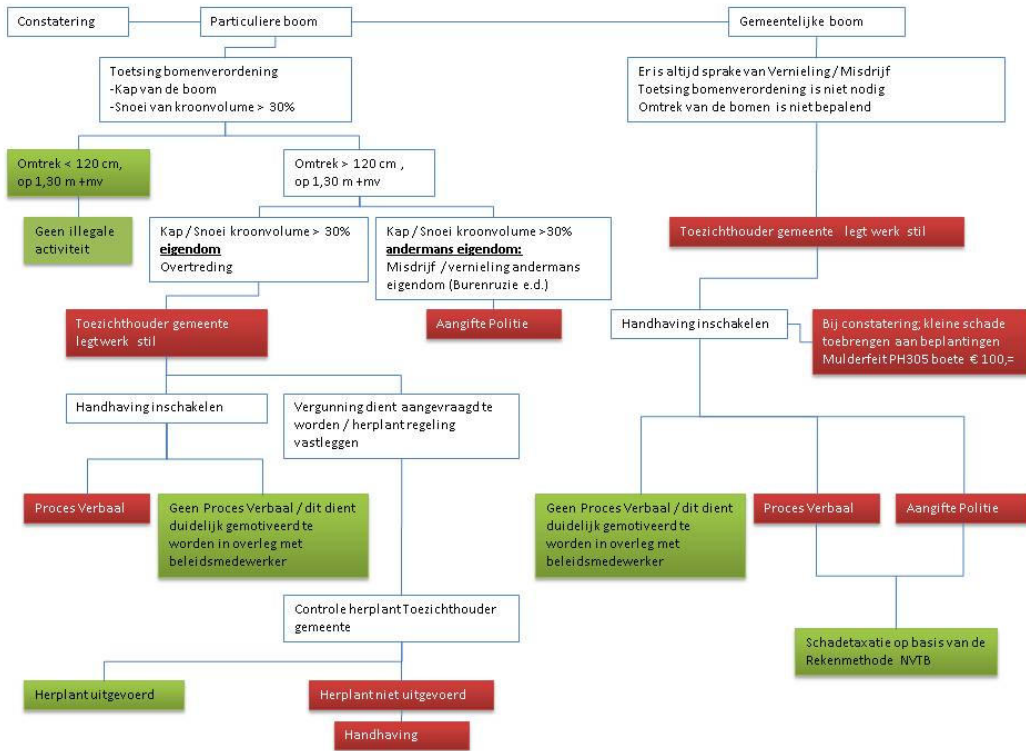 Constatering
Particuliere boom
Gemeentelijke boom
Toetsing bomenverordening
-Kap van de boom
-Snoei van kroonvolume > 30%
Er is altijd sprake van Vernieling / Misdrijf
Toetsing bomenverordening is niet nodig
Omtrek van de bomen is niet bepalend
Omtrek < 120 cm,
op 1,30 m +mv
Omtrek > 120 cm ,
op 1,30 m +mv
Geen illegale
activiteit
Kap / Snoei kroonvolume > 30%
eigendom
Overtreding
Kap / Snoei kroonvolume >30%
andermans eigendom:
Misdrijf / vernieling andermans
eigendom (Burenruzie e.d.)
Toezichthouder gemeente legt werk stil
Toezichthouder gemeente
legt werk stil
Aangifte Politie
Handhaving inschakelen
Bij constatering; kleine schade
toebrengen aan beplantingen
Mulderfeit PH305 boete € 100,=
Handhaving inschakelen
Vergunning dient aangevraagd te
worden / herplant regeling
vastleggen
Proces Verbaal
Geen Proces Verbaal / dit dient
duidelijk gemotiveerd te
worden in overleg met
beleidsmedewerker
Geen Proces Verbaal / dit dient
duidelijk gemotiveerd te
worden in overleg met
beleidsmedewerker
Proces Verbaal
Aangifte Politie
Controle herplant Toezichthouder
gemeente
Schadetaxatie op basis van de
Rekenmethode NVTB
Herplant uitgevoerd
Herplant niet uitgevoerd
Handhaving